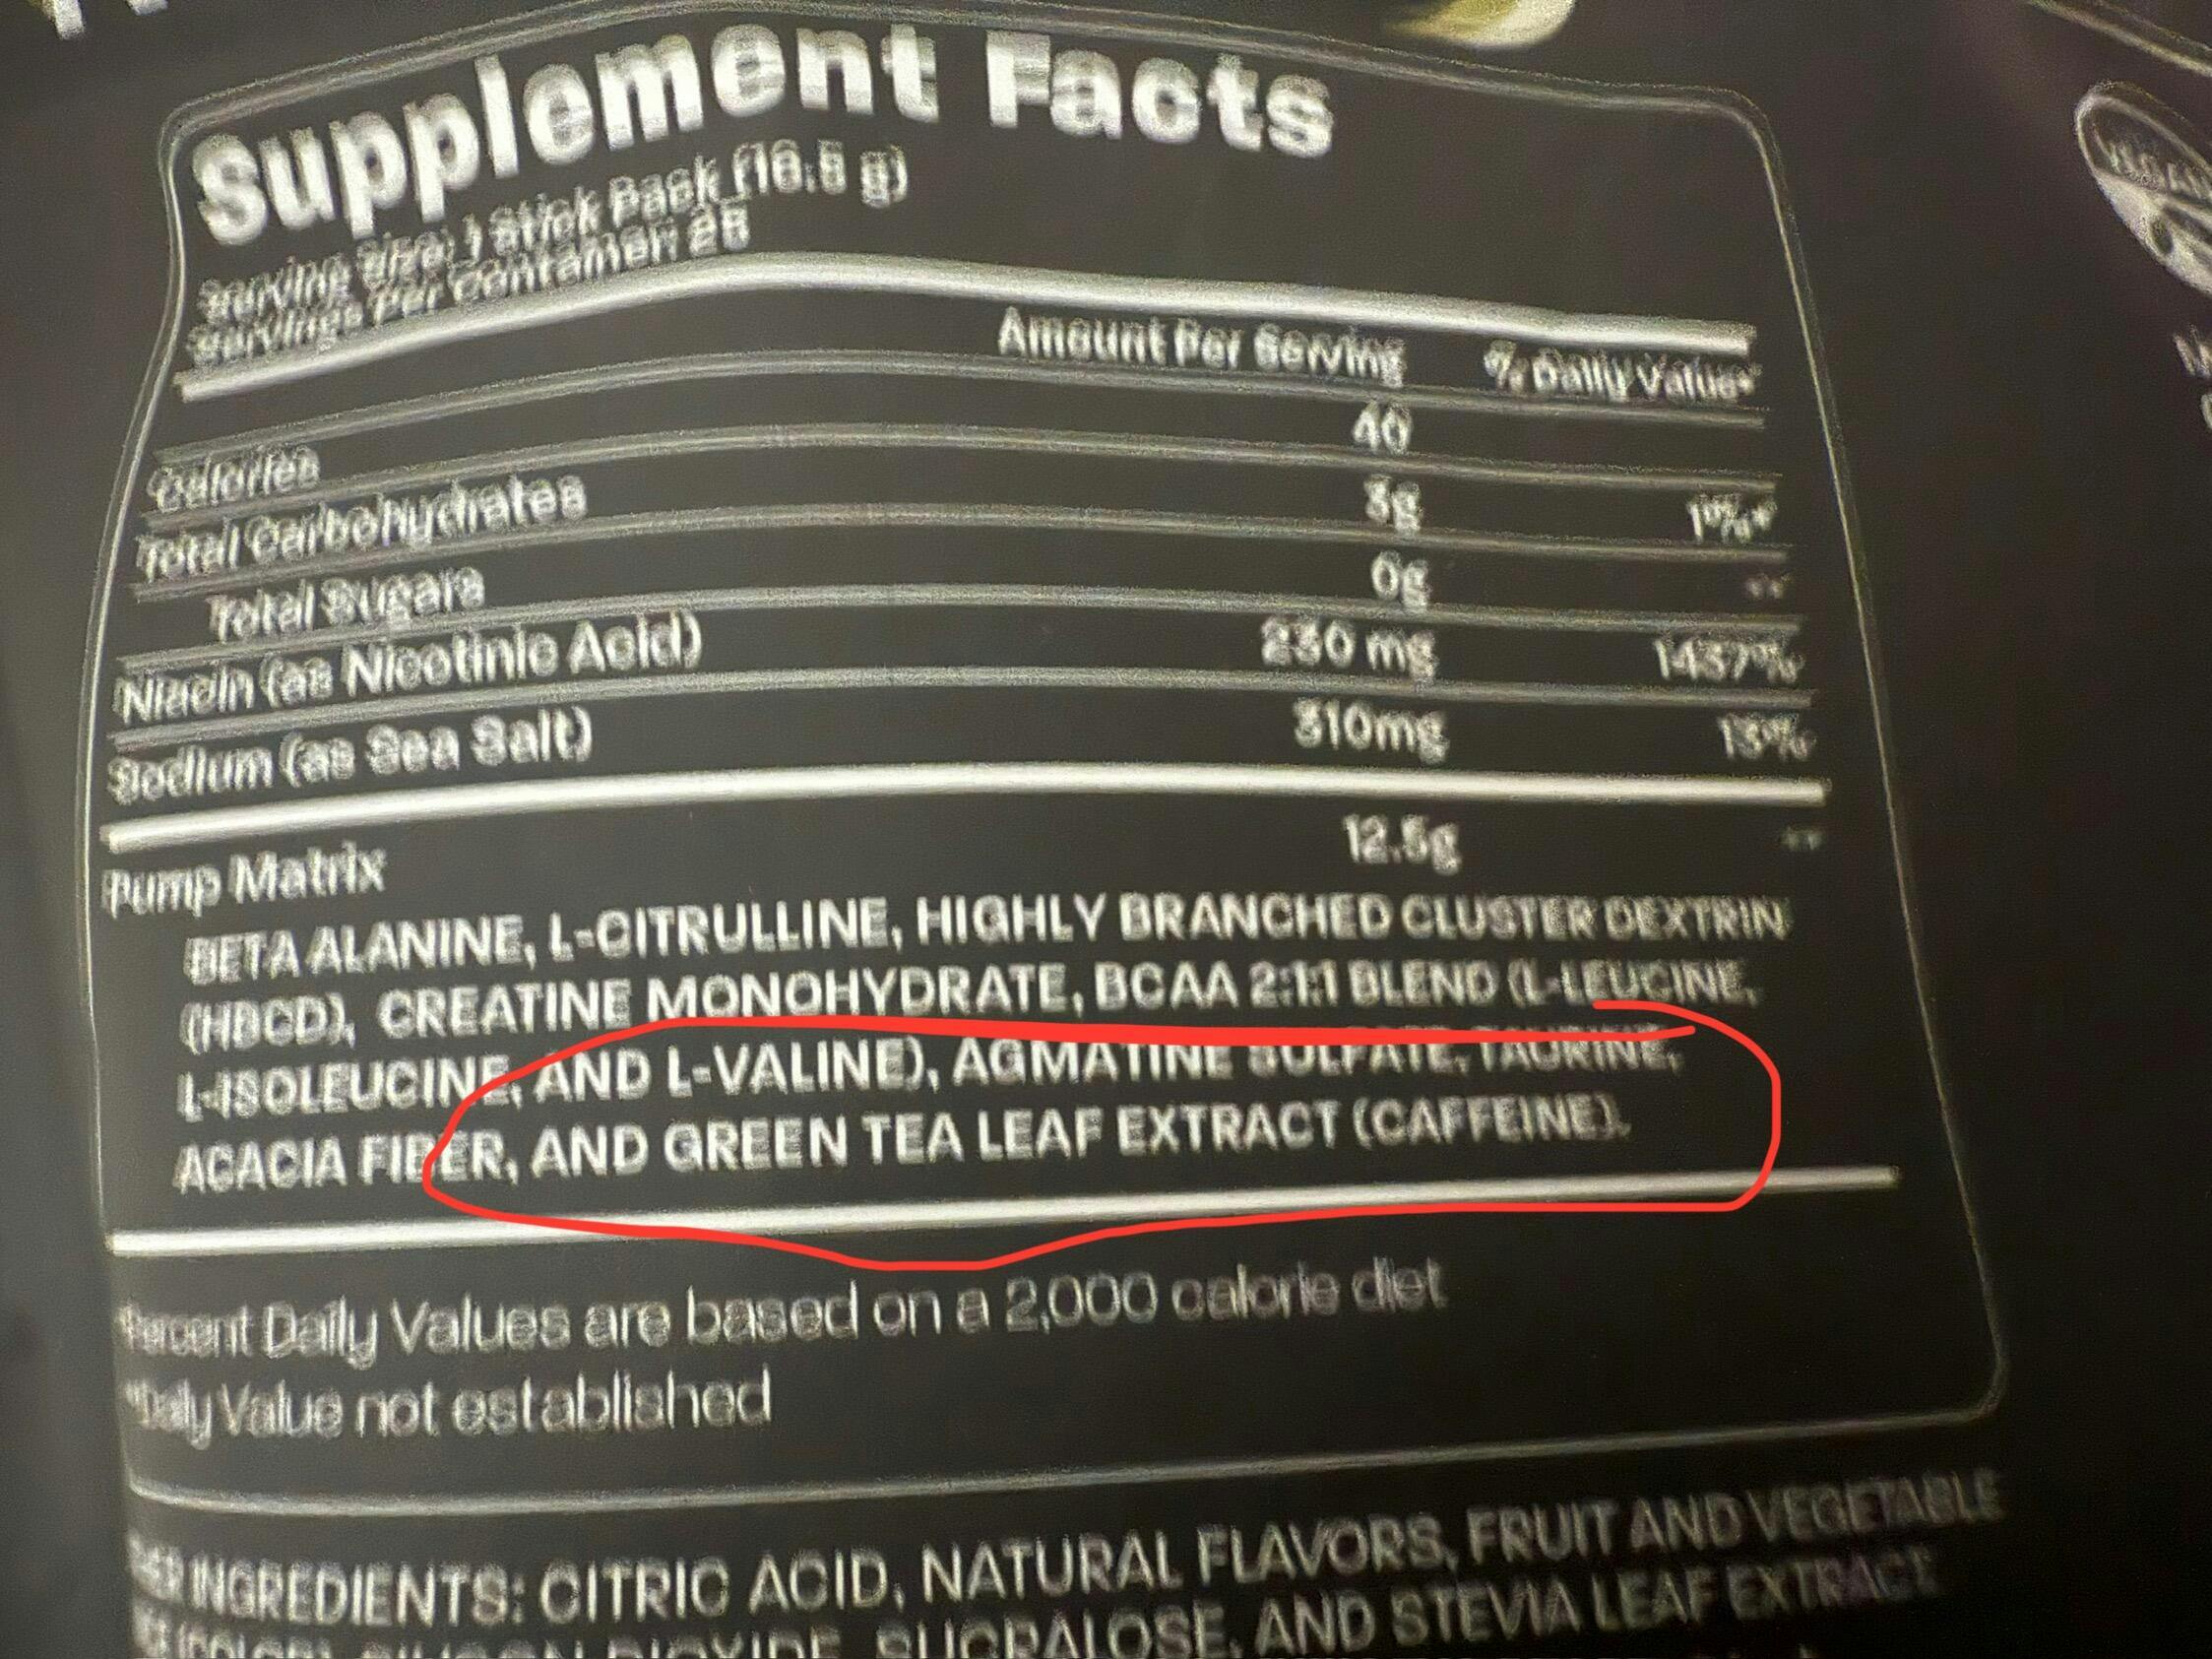 Supplement Facts
Serving Size: 1 Stick Pack (16.5 g)
Servings Per Container: 25
Amount Per Serving % Daily Value*
Calories 40
Total Carbohydrates 3g 1%*
Total Sugars 0g **
Niacin (as Nicotinic Acid) 230 mg 1437%
Sodium (as Sea Salt) 310mg 13%
Pump Matrix 12.5g **
BETA ALANINE, L-CITRULLINE, HIGHLY BRANCHED CLUSTER DEXTRIN
(HBCD), CREATINE MONOHYDRATE, BCAA 2:1:1 BLEND (L-LEUCINE,
L-ISOLEUCINE, AND L-VALINE), AGMATINE SULFATE, TAURINE,
ACACIA FIBER, AND GREEN TEA LEAF EXTRACT (CAFFEINE).
Percent Daily Values are based on a 2,000 calorie diet
**Daily Value not established
INGREDIENTS: CITRIC ACID, NATURAL FLAVORS, FRUIT AND VEGETABLE
SUCRALOSE, AND STEVIA LEAF EXTRACT
VEGAN